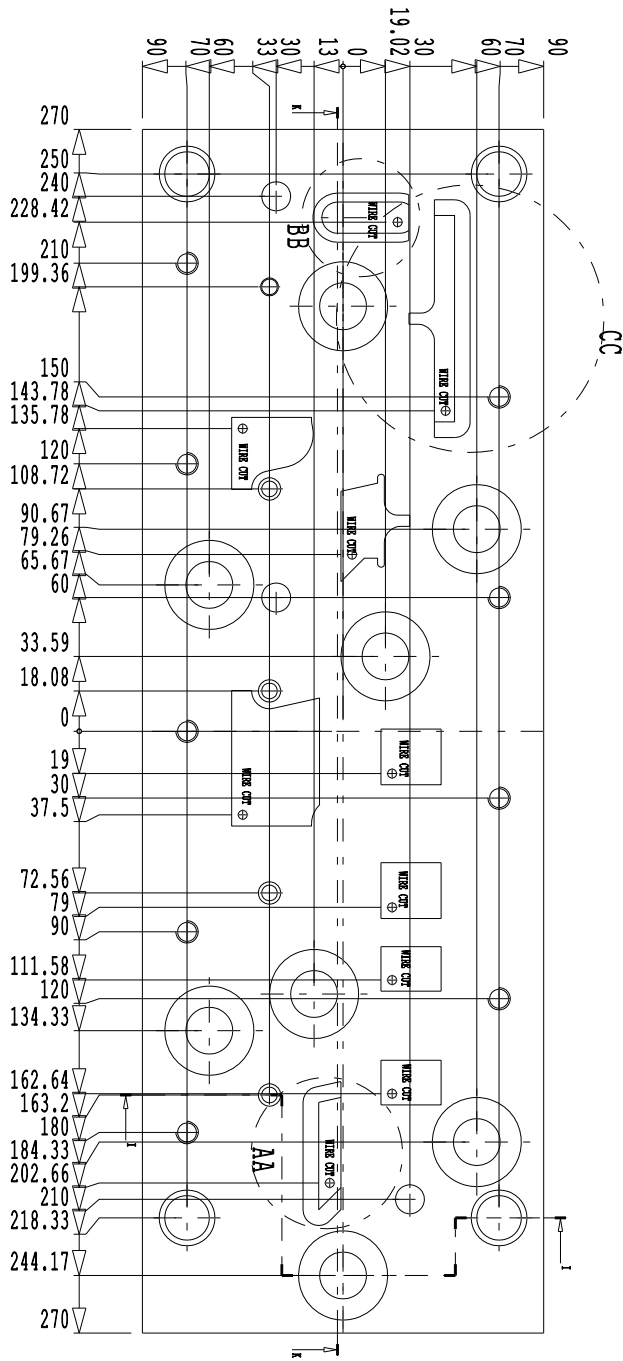 90
70
60
33
30
13
0
19.02
30
60
70
90
270
250
240
228.42
210
199.36
150
143.78
135.78
120
108.72
90.67
79.26
65.67
60
33.59
18.08
0
19
30
37.5
72.56
79
90
111.58
120
134.33
162.64
163.2
180
184.33
202.66
210
218.33
244.17
270
K
WIRE CUT
BB
CC
WIRE CUT
WIRE CUT
WIRE CUT
WIRE CUT
WIRE CUT
WIRE CUT
WIRE CUT
WIRE CUT
WIRE CUT
AA
I
I
K